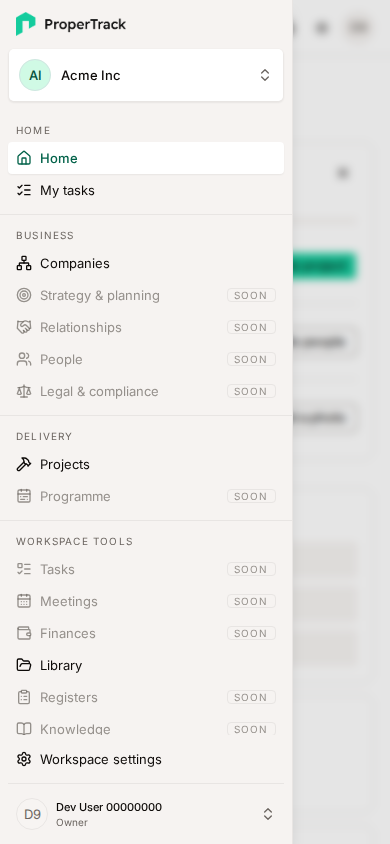 ProperTrack
AI Acme Inc
HOME
Home
My tasks
BUSINESS
Companies
Strategy & planning SOON
Relationships SOON
People SOON
Legal & compliance SOON
DELIVERY
Projects
Programme SOON
WORKSPACE TOOLS
Tasks SOON
Meetings SOON
Finances SOON
Library
Registers SOON
Knowledge SOON
Workspace settings
D9 Dev User 00000000
Owner